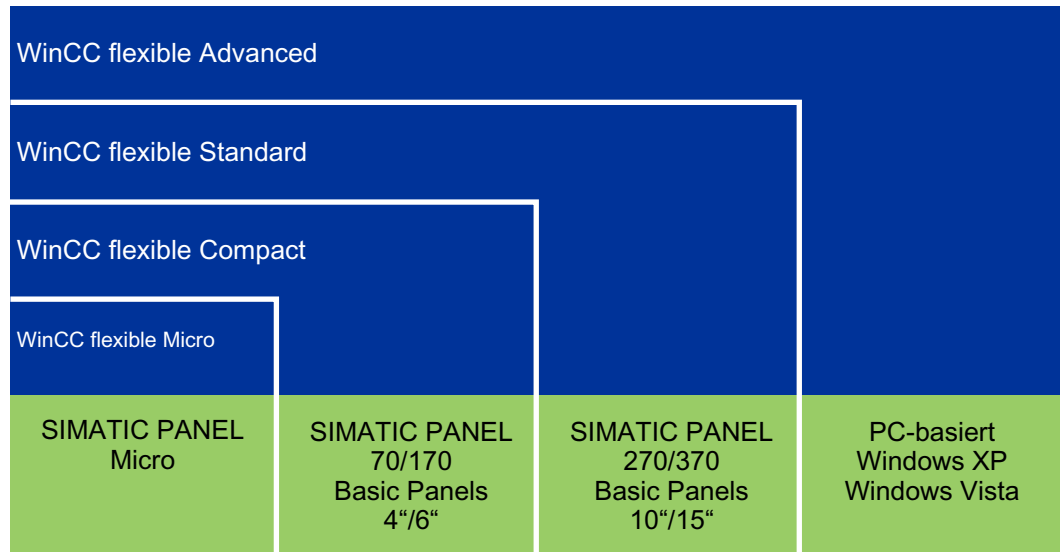 WinCC flexible Advanced
WinCC flexible Standard
WinCC flexible Compact
WinCC flexible Micro
SIMATIC PANEL
Micro
SIMATIC PANEL
70/170
Basic Panels
4“/6“
SIMATIC PANEL
270/370
Basic Panels
10“/15“
PC-basiert
Windows XP
Windows Vista